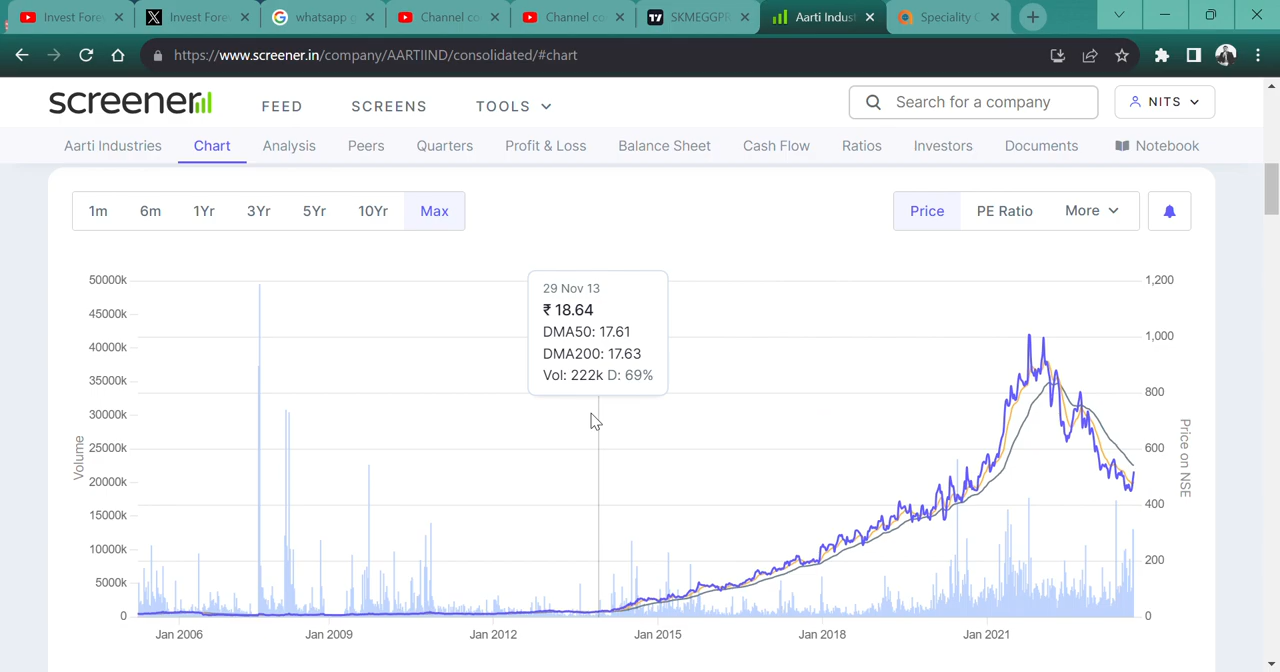 Invest Fore
Invest Fore
whatsapp g
Channel co
Channel co
SKMEGGPR
Aarti Indust
Speciality C
https://www.screener.in/company/AARTIIND/consolidated/#chart
screener
FEED
SCREENS
TOOLS
Search for a company
NITS
Aarti Industries
Chart
Analysis
Peers
Quarters
Profit & Loss
Balance Sheet
Cash Flow
Ratios
Investors
Documents
Notebook
1m
6m
1Yr
3Yr
5Yr
10Yr
Max
Price
PE Ratio
More
29 Nov 13
₹ 18.64
DMA50: 17.61
DMA200: 17.63
Vol: 222k D: 69%
50000k
45000k
40000k
35000k
30000k
25000k
20000k
15000k
10000k
5000k
0
Volume
1,200
1,000
800
600
400
200
0
Price on NSE
Jan 2006
Jan 2009
Jan 2012
Jan 2015
Jan 2018
Jan 2021